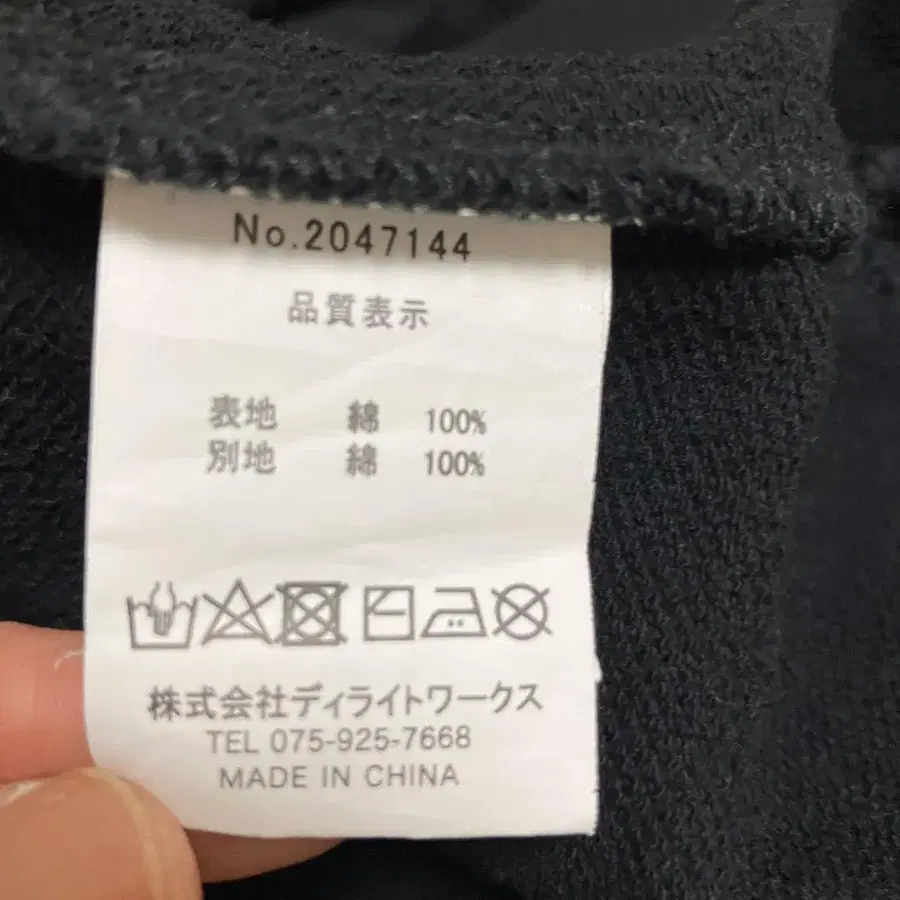 No.2047144
品質表示
表地 綿 100%
別地 綿 100%
株式会社ディライトワークス
TEL 075-925-7668
MADE IN CHINA